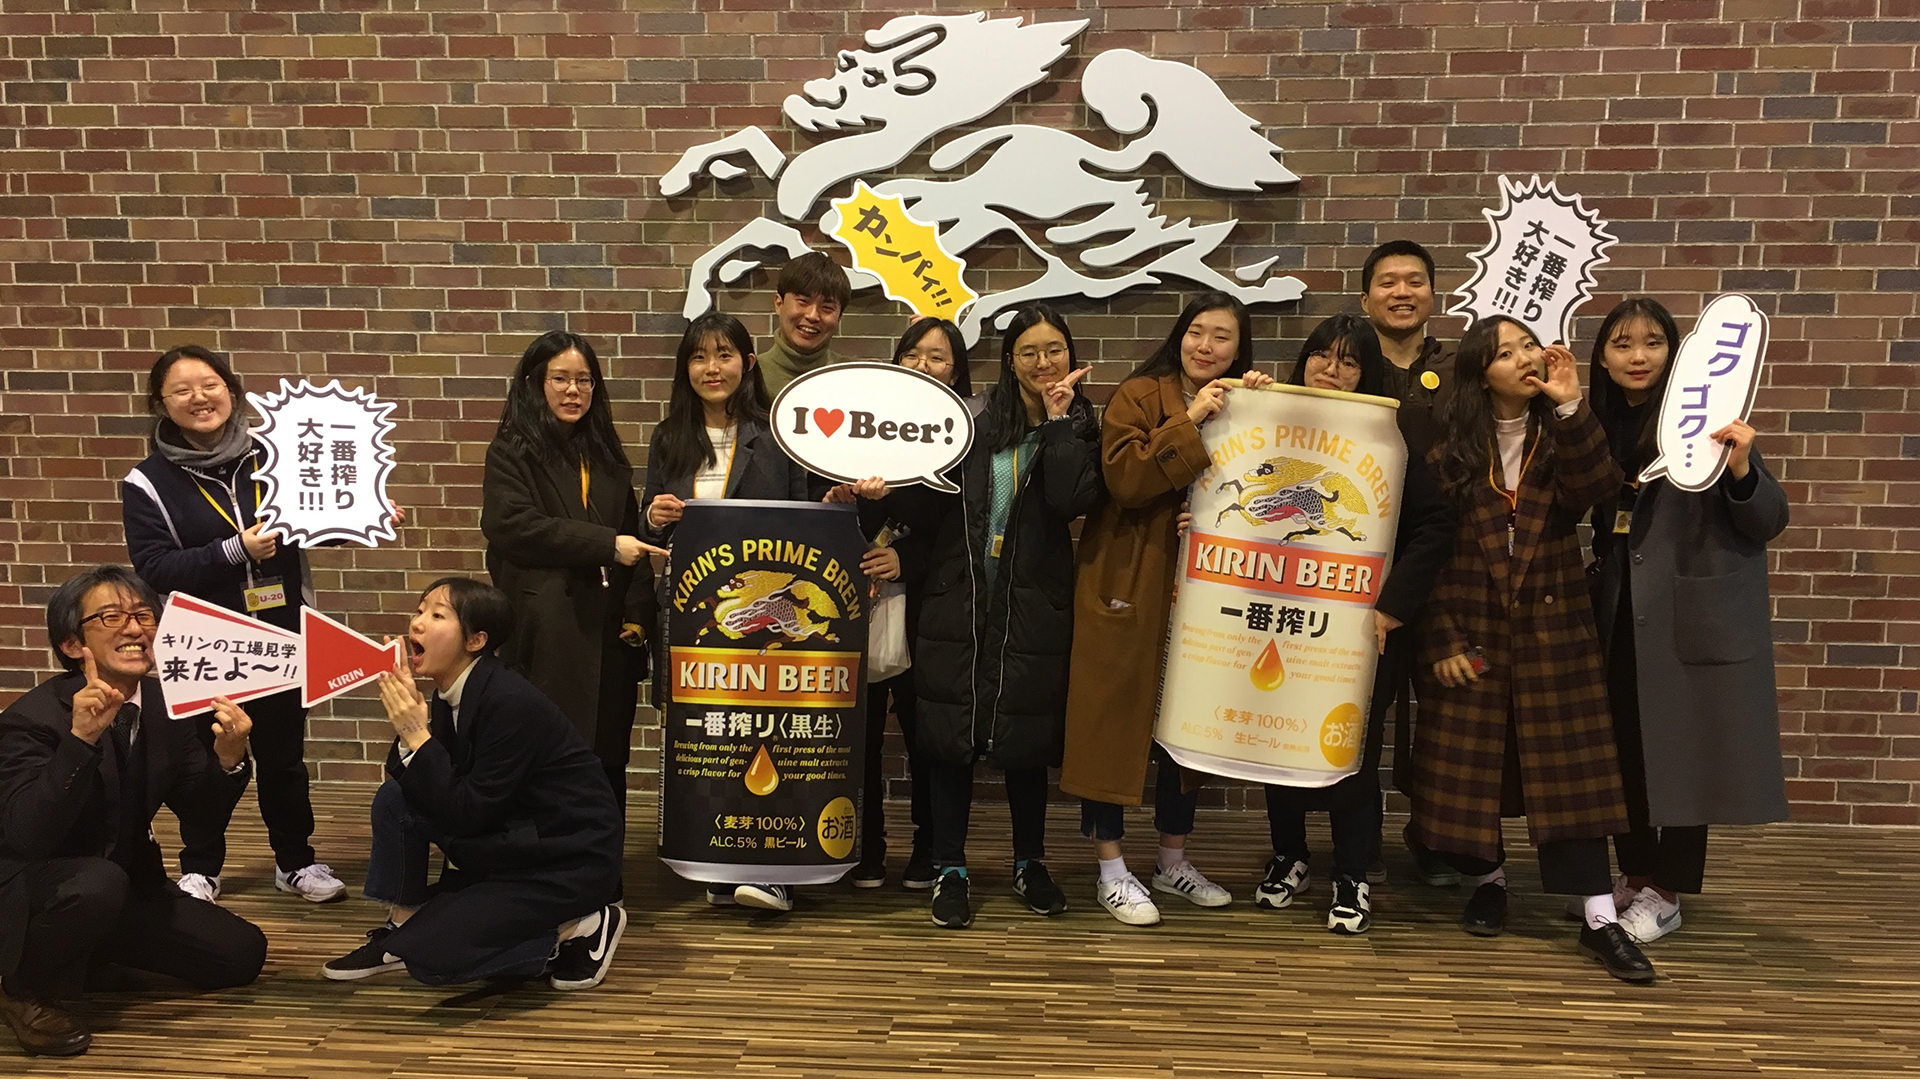 カンパイ!!
一番搾り
大好き!!!
ゴク
ゴク…
一番搾り
大好き!!!
I♥Beer!
U-20
キリンの工場見学
来たよ〜!!
KIRIN
KIRIN'S PRIME BREW
KIRIN BEER
一番搾り〈黒生〉
Brewing from only the first press of the most
delicious part of gen- uine malt extracts
a crisp flavor for your good times.
〈麦芽100%〉
ALC.5% 黒ビール
お酒
KIRIN'S PRIME BREW
KIRIN BEER
一番搾り
Brewing from only the first press of the most
delicious part of gen- uine malt extracts
a crisp flavor for your good times.
〈麦芽100%〉
ALC.5% 生ビール
お酒